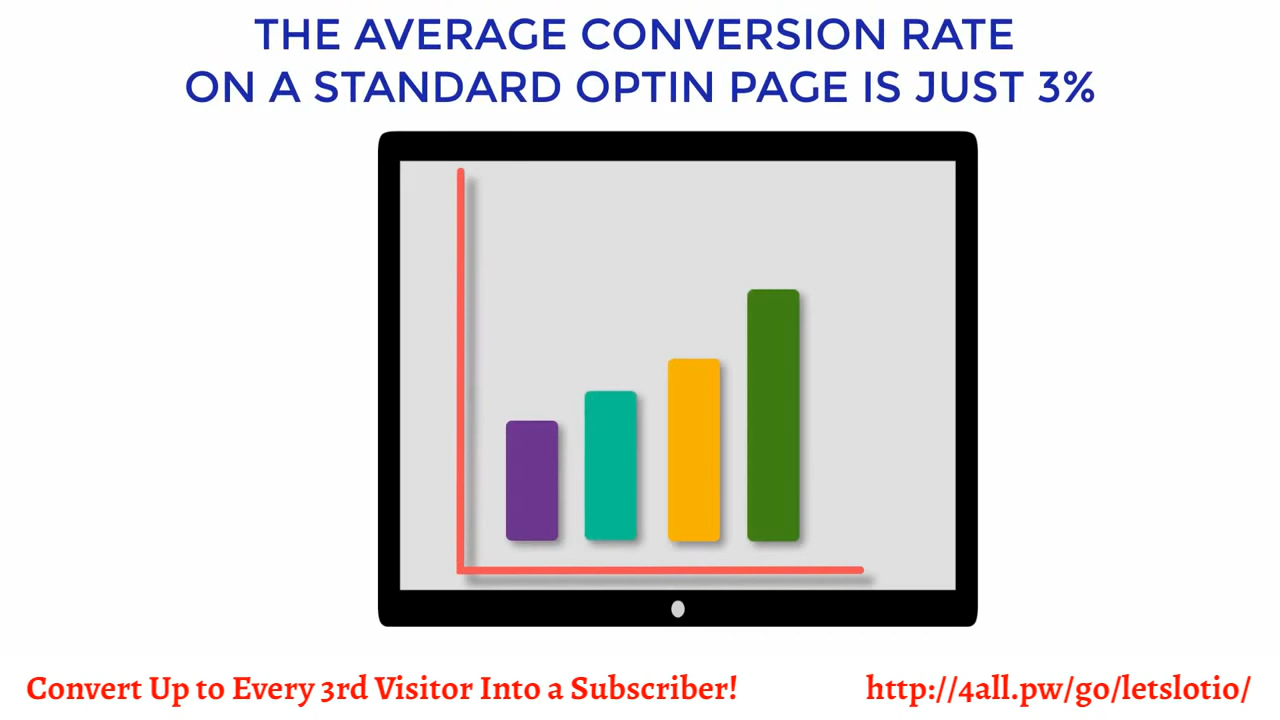 THE AVERAGE CONVERSION RATE
ON A STANDARD OPTIN PAGE IS JUST 3%
Convert Up to Every 3rd Visitor Into a Subscriber!
http://4all.pw/go/letslotio/